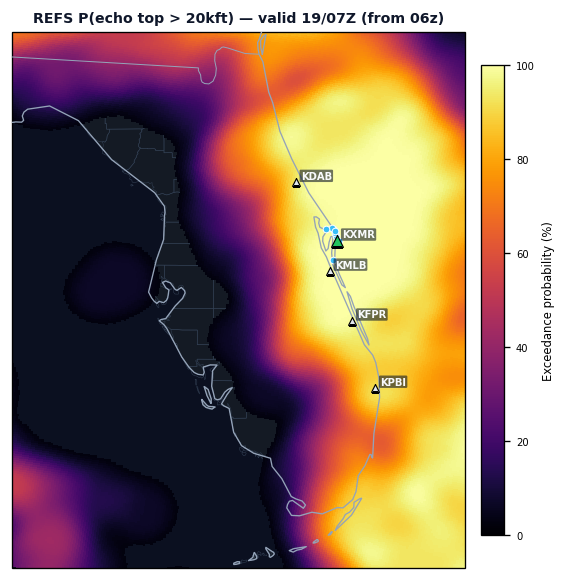 REFS P(echo top > 20kft) — valid 19/07Z (from 06z)
KDAB
KXMR
KMLB
KFPR
KPBI
100
80
60
40
20
0
Exceedance probability (%)